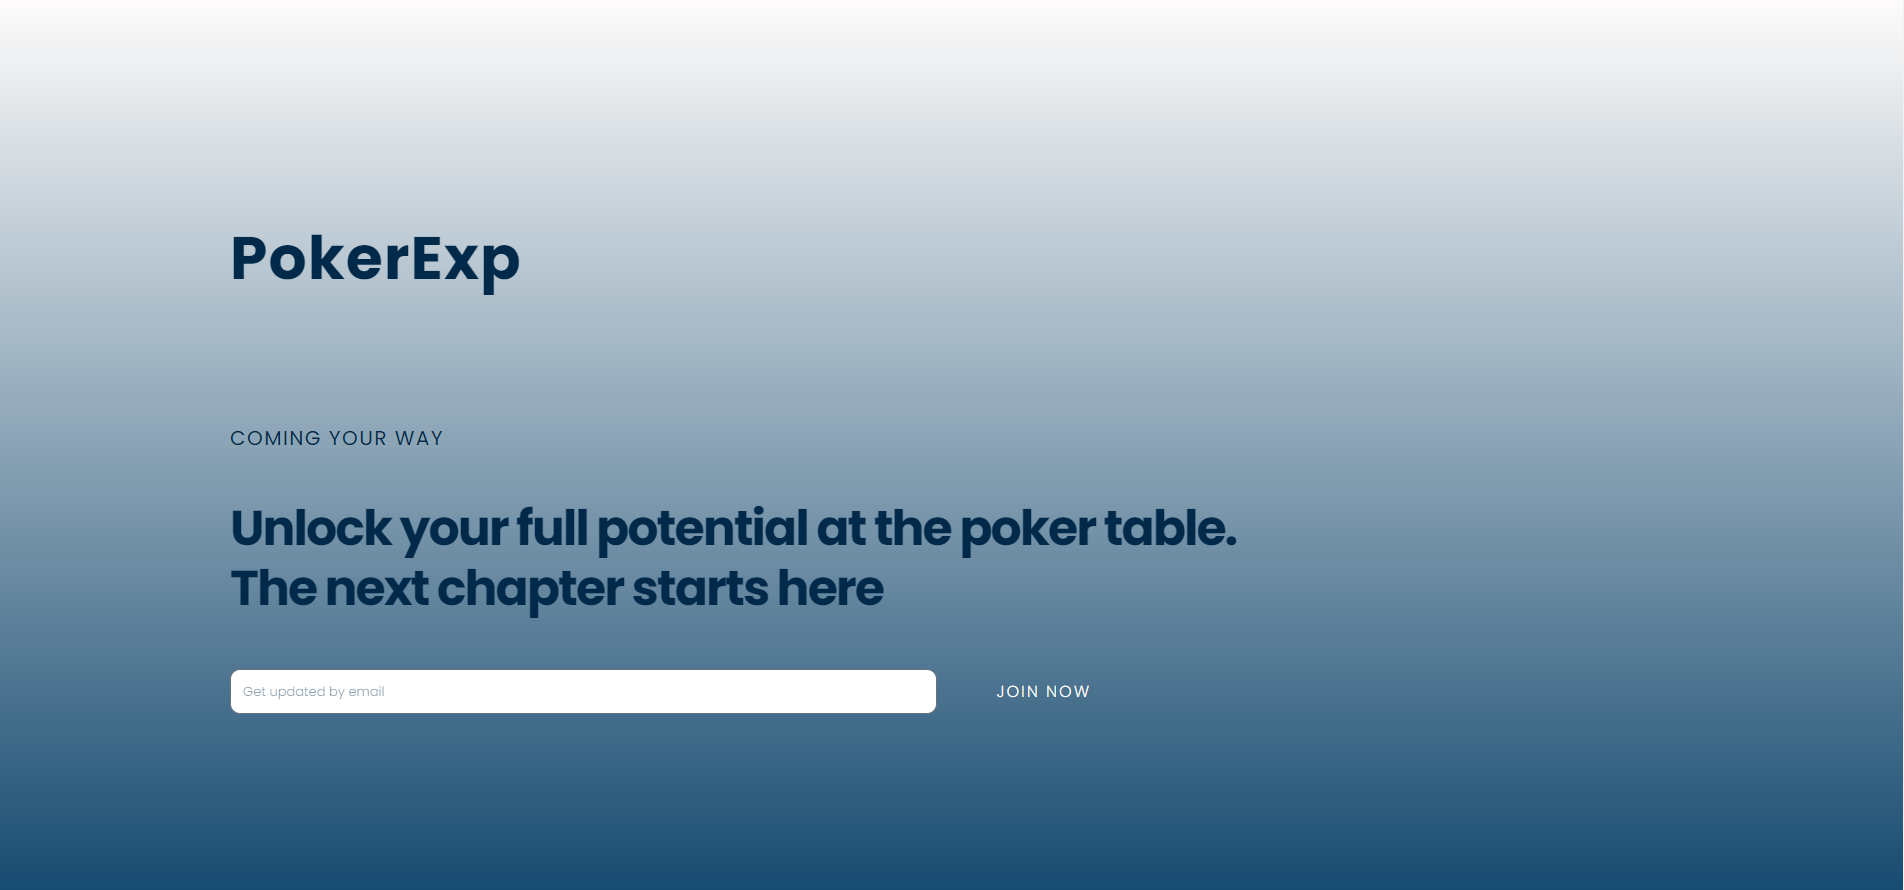 PokerExp
COMING YOUR WAY
Unlock your full potential at the poker table.
The next chapter starts here
Get updated by email
JOIN NOW